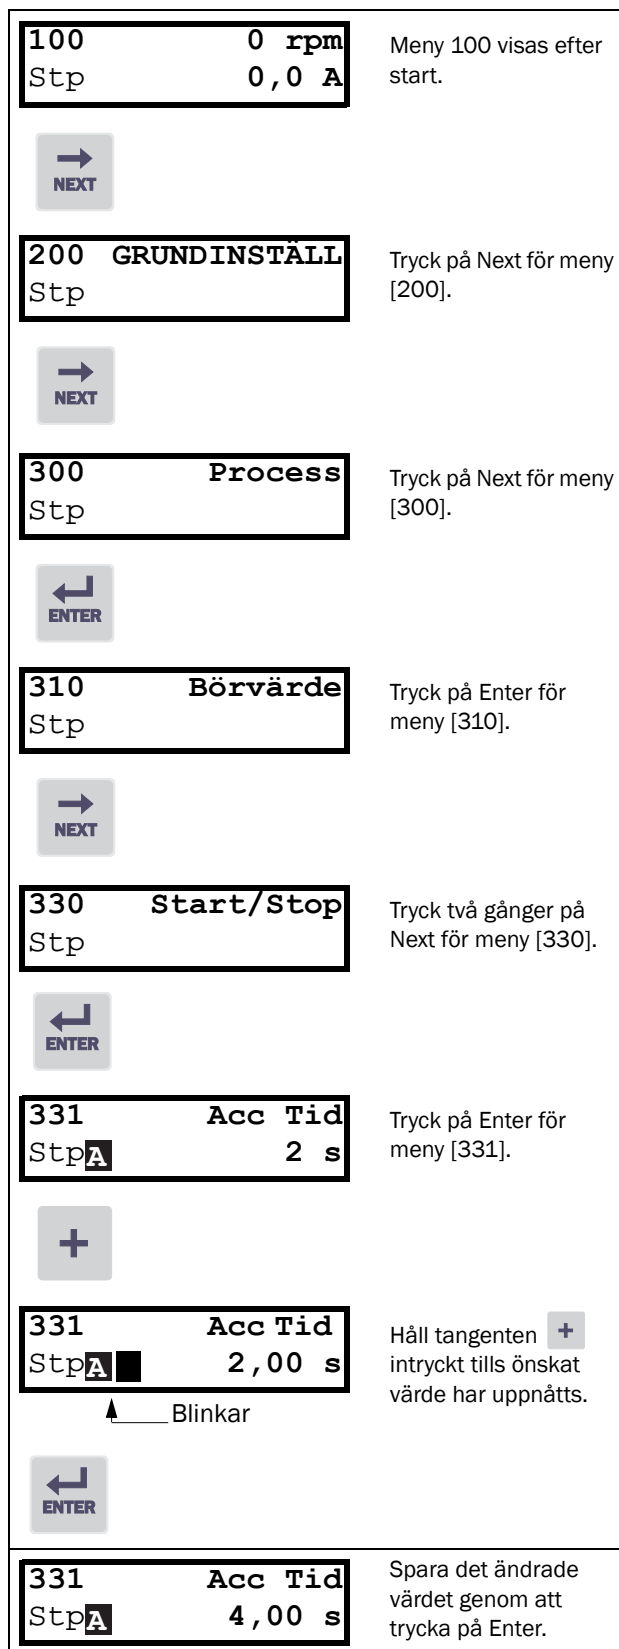 100 0 rpm
Stp 0,0 A
Meny 100 visas efter
start.
NEXT
200 GRUNDINSTÄLL
Stp
Tryck på Next för meny
[200].
NEXT
300 Process
Stp
Tryck på Next för meny
[300].
ENTER
310 Börvärde
Stp
Tryck på Enter för
meny [310].
NEXT
330 Start/Stop
Stp
Tryck två gånger på
Next för meny [330].
ENTER
331 Acc Tid
StpA 2 s
Tryck på Enter för
meny [331].
+
331 Acc Tid
StpA 2,00 s
Blinkar
Håll tangenten +
intryckt tills önskat
värde har uppnåtts.
ENTER
331 Acc Tid
StpA 4,00 s
Spara det ändrade
värdet genom att
trycka på Enter.